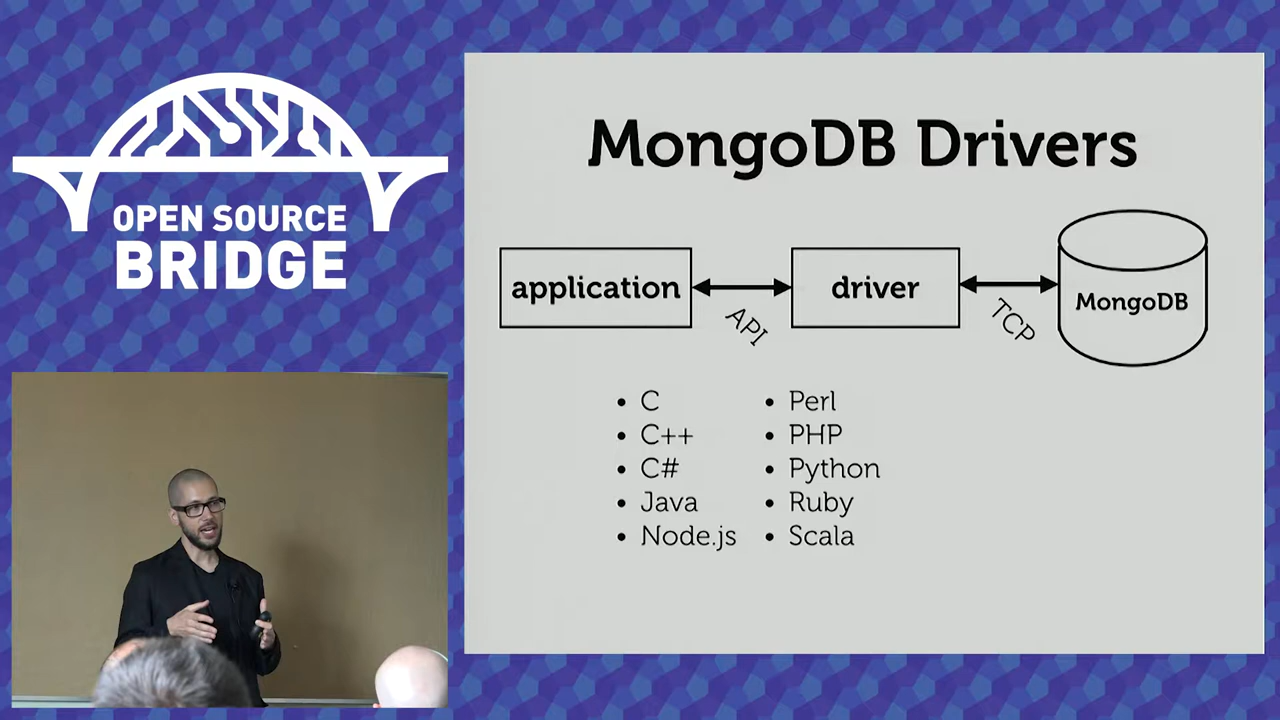 OPEN SOURCE
BRIDGE
MongoDB Drivers
application
API
driver
TCP
MongoDB
• C
• C++
• C#
• Java
• Node.js
• Perl
• PHP
• Python
• Ruby
• Scala